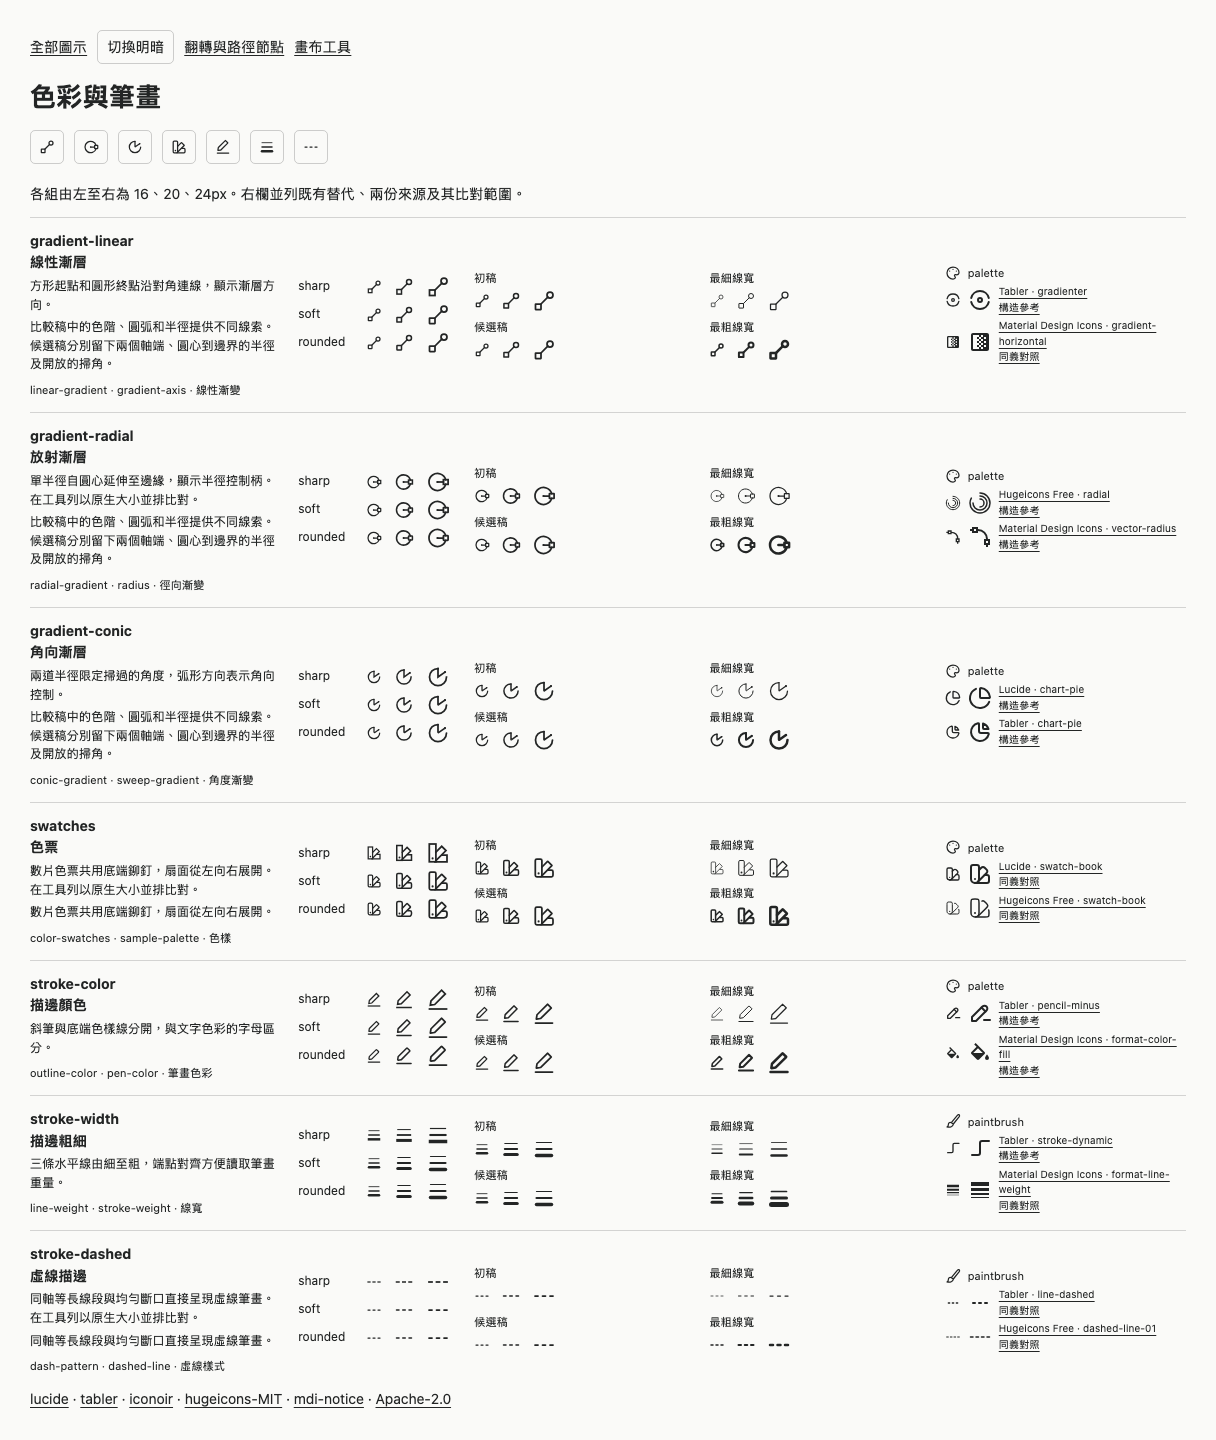 全部圖示 切換明暗 翻轉與路徑節點 畫布工具
色彩與筆畫
各組由左至右為 16、20、24px。右欄並列既有替代、兩份來源及其比對範圍。
gradient-linear
線性漸層
方形起點和圓形終點沿對角連線，顯示漸層方
向。
比較稿中的色階、圓弧和半徑提供不同線索。
候選稿分別留下兩個軸端、圓心到邊界的半徑
及開放的掃角。
linear-gradient · gradient-axis · 線性漸變
sharp
soft
rounded
初稿
候選稿
最細線寬
最粗線寬
palette
Tabler · gradienter
構造參考
Material Design Icons · gradient-
horizontal
同義對照
gradient-radial
放射漸層
單半徑自圓心延伸至邊緣，顯示半徑控制柄。
在工具列以原生大小並排比對。
比較稿中的色階、圓弧和半徑提供不同線索。
候選稿分別留下兩個軸端、圓心到邊界的半徑
及開放的掃角。
radial-gradient · radius · 徑向漸變
sharp
soft
rounded
初稿
候選稿
最細線寬
最粗線寬
palette
Hugeicons Free · radial
構造參考
Material Design Icons · vector-radius
構造參考
gradient-conic
角向漸層
兩道半徑限定掃過的角度，弧形方向表示角向
控制。
比較稿中的色階、圓弧和半徑提供不同線索。
候選稿分別留下兩個軸端、圓心到邊界的半徑
及開放的掃角。
conic-gradient · sweep-gradient · 角度漸變
sharp
soft
rounded
初稿
候選稿
最細線寬
最粗線寬
palette
Lucide · chart-pie
構造參考
Tabler · chart-pie
構造參考
swatches
色票
數片色票共用底端鉚釘，扇面從左向右展開。
在工具列以原生大小並排比對。
數片色票共用底端鉚釘，扇面從左向右展開。
color-swatches · sample-palette · 色樣
sharp
soft
rounded
初稿
候選稿
最細線寬
最粗線寬
palette
Lucide · swatch-book
同義對照
Hugeicons Free · swatch-book
同義對照
stroke-color
描邊顏色
斜筆與底端色樣線分開，與文字色彩的字母區
分。
outline-color · pen-color · 筆畫色彩
sharp
soft
rounded
初稿
候選稿
最細線寬
最粗線寬
palette
Tabler · pencil-minus
構造參考
Material Design Icons · format-color-
fill
構造參考
stroke-width
描邊粗細
三條水平線由細至粗，端點對齊方便讀取筆畫
重量。
line-weight · stroke-weight · 線寬
sharp
soft
rounded
初稿
候選稿
最細線寬
最粗線寬
paintbrush
Tabler · stroke-dynamic
構造參考
Material Design Icons · format-line-
weight
同義對照
stroke-dashed
虛線描邊
同軸等長線段與均勻斷口直接呈現虛線筆畫。
在工具列以原生大小並排比對。
同軸等長線段與均勻斷口直接呈現虛線筆畫。
dash-pattern · dashed-line · 虛線樣式
sharp
soft
rounded
初稿
候選稿
最細線寬
最粗線寬
paintbrush
Tabler · line-dashed
同義對照
Hugeicons Free · dashed-line-01
同義對照
lucide · tabler · iconoir · hugeicons-MIT · mdi-notice · Apache-2.0